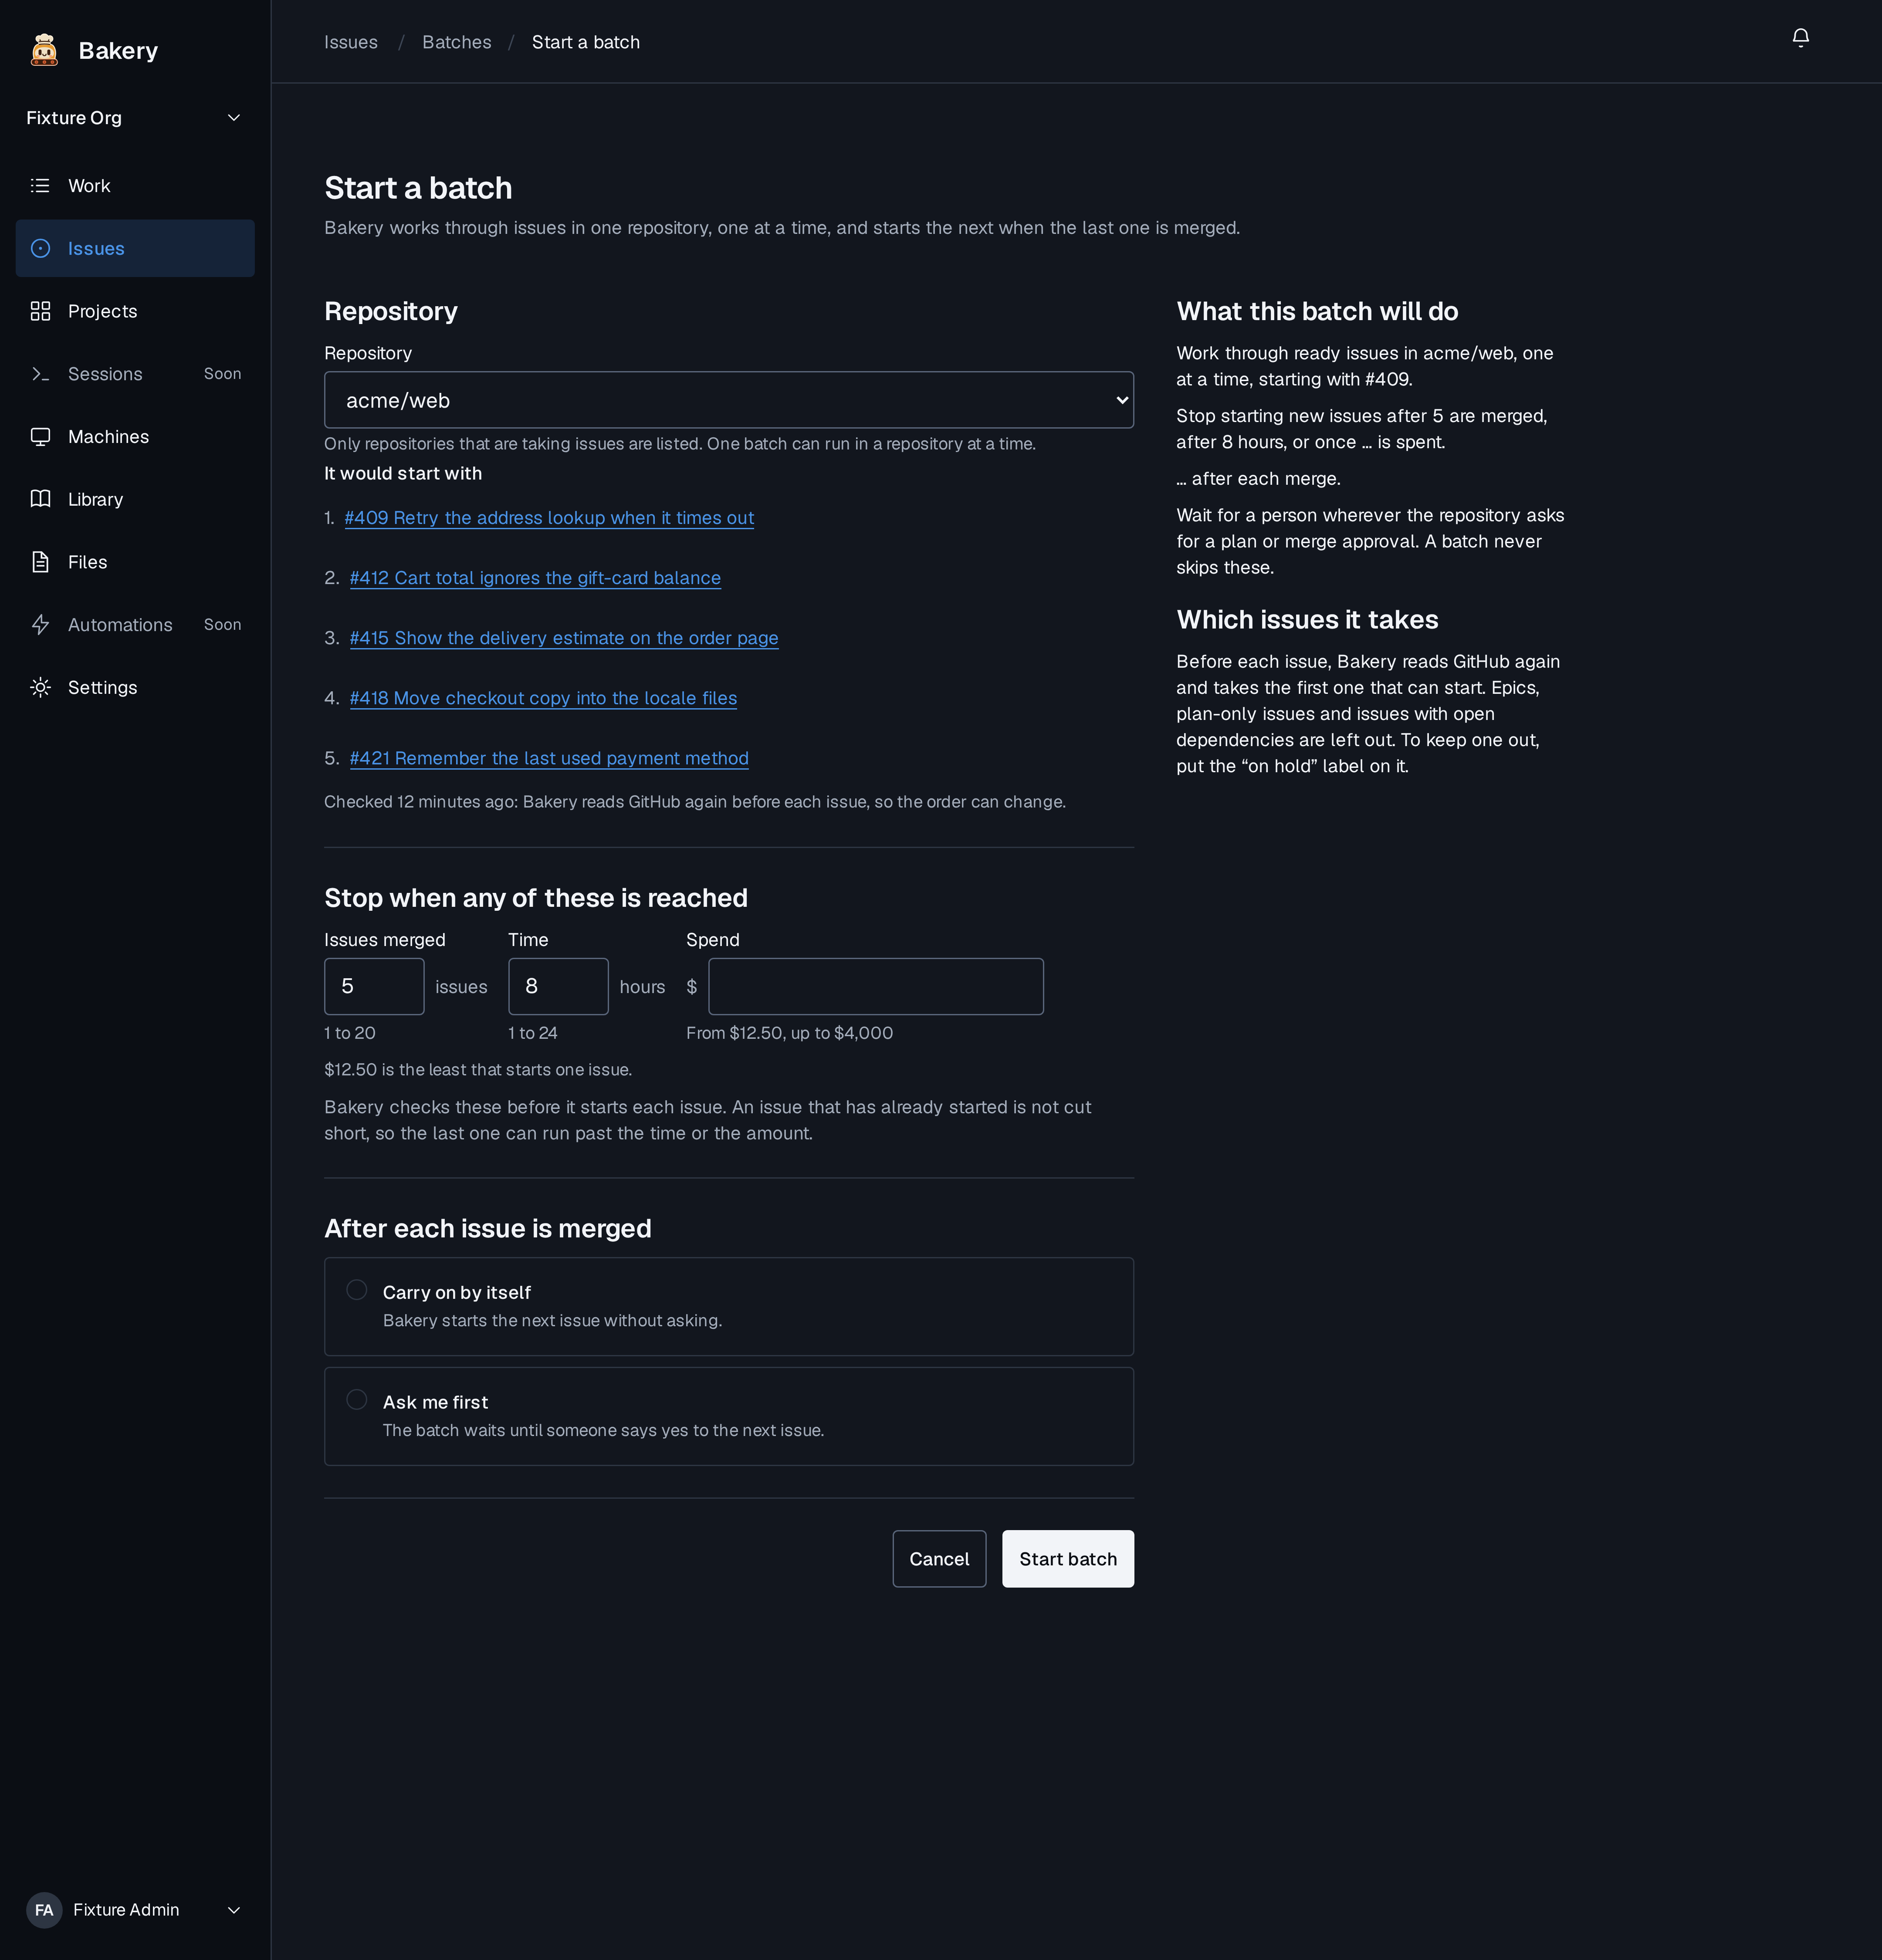 Bakery
Fixture Org
Work
Issues
Projects
Sessions Soon
Machines
Library
Files
Automations Soon
Settings
FA Fixture Admin
Issues / Batches / Start a batch
Start a batch
Bakery works through issues in one repository, one at a time, and starts the next when the last one is merged.
Repository
Repository
acme/web
Only repositories that are taking issues are listed. One batch can run in a repository at a time.
It would start with
1. #409 Retry the address lookup when it times out
2. #412 Cart total ignores the gift-card balance
3. #415 Show the delivery estimate on the order page
4. #418 Move checkout copy into the locale files
5. #421 Remember the last used payment method
Checked 12 minutes ago: Bakery reads GitHub again before each issue, so the order can change.
Stop when any of these is reached
Issues merged Time Spend
5 issues 8 hours $
1 to 20 1 to 24 From $12.50, up to $4,000
$12.50 is the least that starts one issue.
Bakery checks these before it starts each issue. An issue that has already started is not cut
short, so the last one can run past the time or the amount.
After each issue is merged
Carry on by itself
Bakery starts the next issue without asking.
Ask me first
The batch waits until someone says yes to the next issue.
Cancel Start batch
What this batch will do
Work through ready issues in acme/web, one
at a time, starting with #409.
Stop starting new issues after 5 are merged,
after 8 hours, or once … is spent.
… after each merge.
Wait for a person wherever the repository asks
for a plan or merge approval. A batch never
skips these.
Which issues it takes
Before each issue, Bakery reads GitHub again
and takes the first one that can start. Epics,
plan-only issues and issues with open
dependencies are left out. To keep one out,
put the “on hold” label on it.